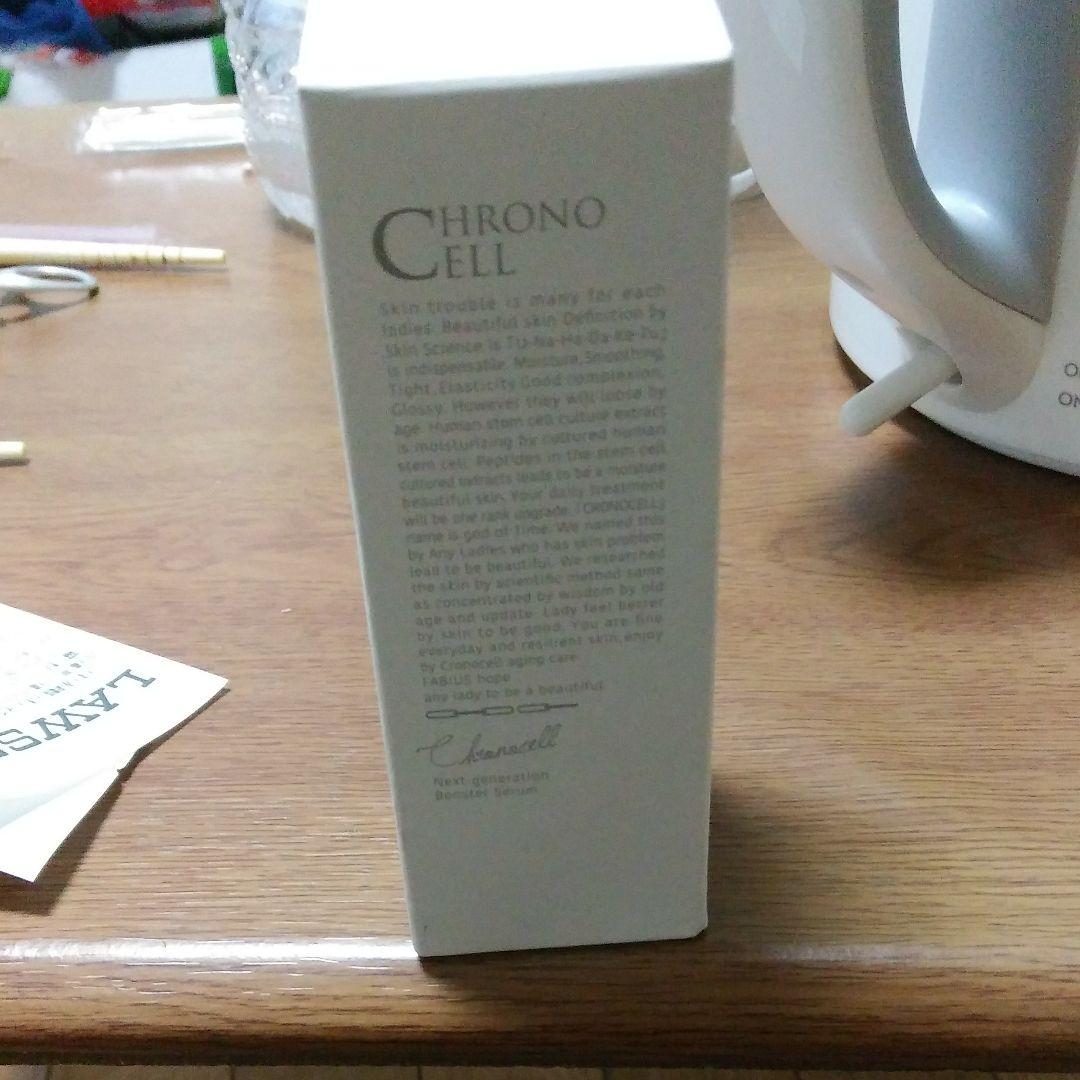 CHRONO
CELL
Skin trouble is many for each
ladies. Beautiful skin Definition by
Skin Science is TU-Na-Ha-Da-Ke-Tu,
is indispensable. Moisture, Smoothing,
Tight, Elasticity, Good complexion,
Glossy. However they will loose by
age. Human stem cell culture extract
is moisturizing by cultured human
stem cell. Peptides in the stem cell
cultured extracts leads to be a moisture
beautiful skin. Your daily treatment
will be one rank upgrade.「CRONOCELL」
name is god of Time. We named this
by Any Ladies who has skin problem
lead to be beautiful. We researched
the skin by scientific method same
as concentrated by wisdom by old
age and update. Lady feel better
by skin to be good. You are fine
everyday and resilient skin, enjoy
by Cronocell aging care.
FABIUS hope
any lady to be a beautiful.
Chronocell
Next generation
Booster Serum
LAWS
ON